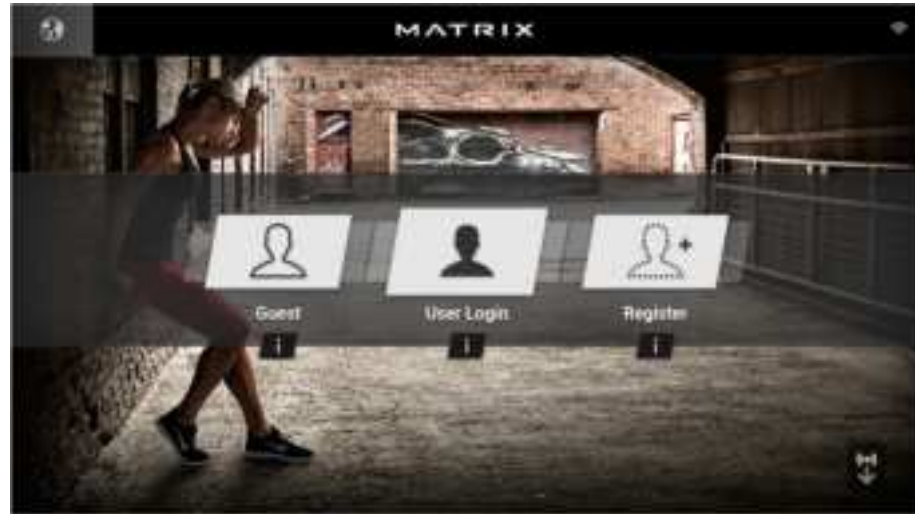 MATRIX
Guest
User Login
Register
i
i
i